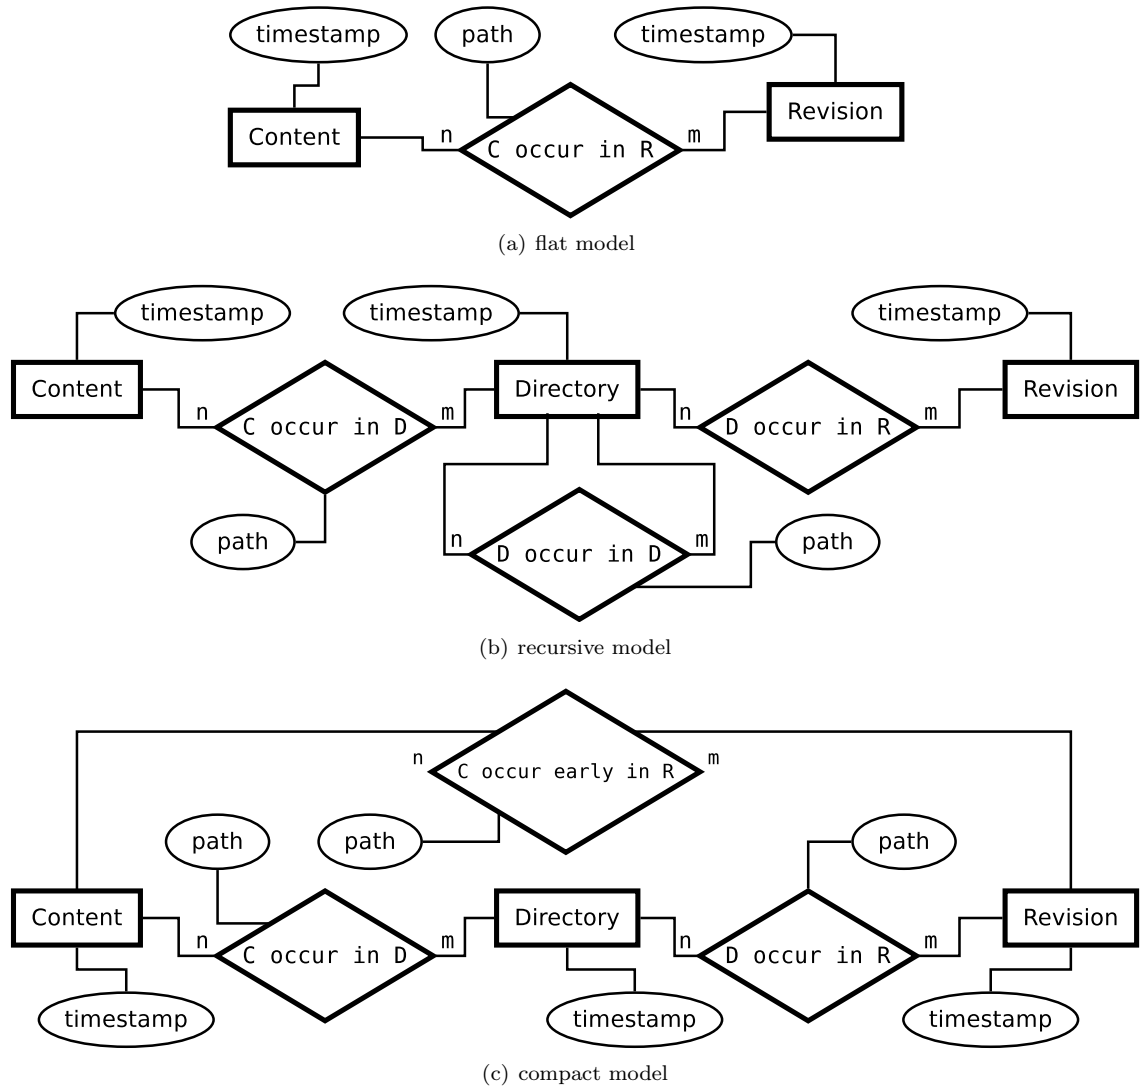 timestamp path timestamp
Revision
Content n C occur in R m
(a) flat model
timestamp timestamp timestamp
Content Directory Revision
n C occur in D m n D occur in R m
path n D occur in D m path
(b) recursive model
n C occur early in R m
path path path
Content Directory Revision
n C occur in D m n D occur in R m
timestamp timestamp timestamp
(c) compact model